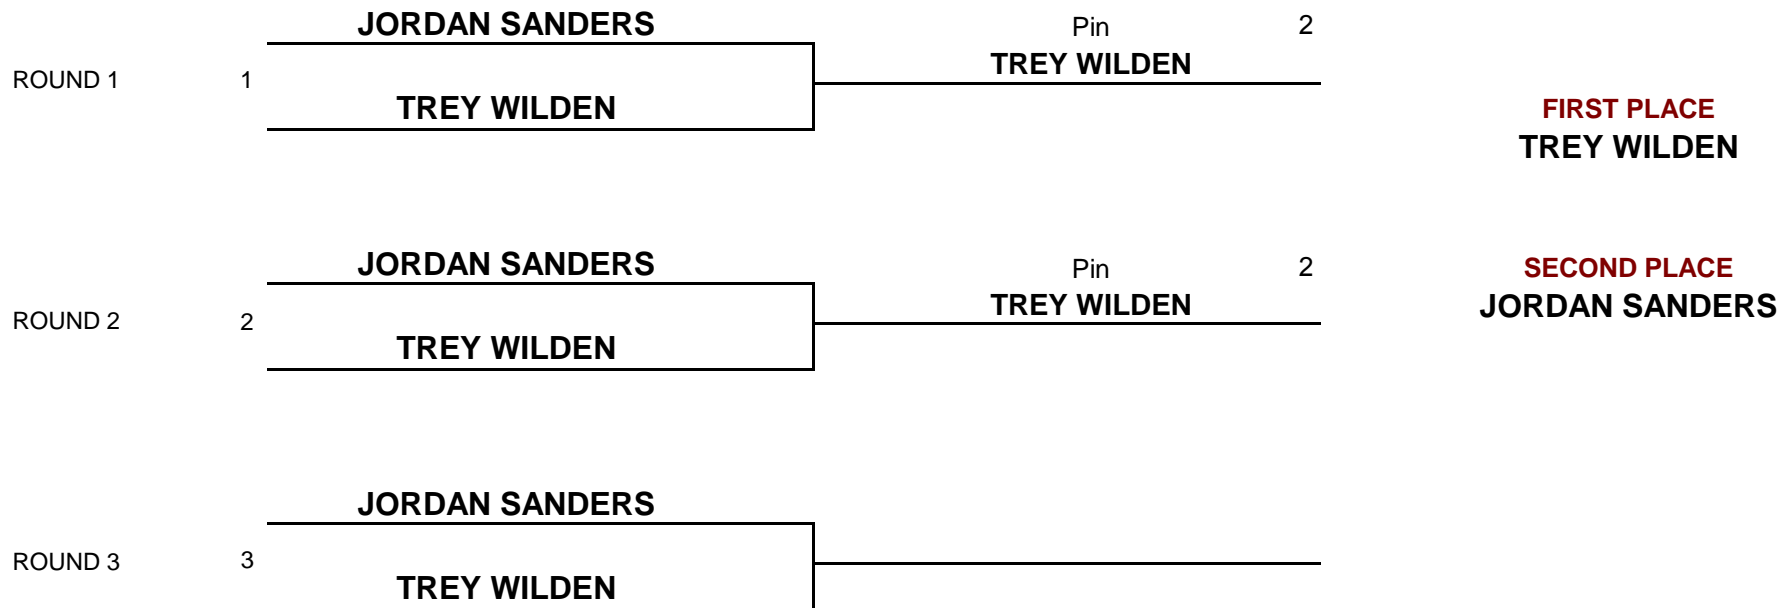 JORDAN SANDERS
Pin 2
TREY WILDEN
ROUND 1 1
TREY WILDEN
FIRST PLACE
TREY WILDEN
JORDAN SANDERS
Pin 2
SECOND PLACE
TREY WILDEN
JORDAN SANDERS
ROUND 2 2
TREY WILDEN
JORDAN SANDERS
ROUND 3 3
TREY WILDEN